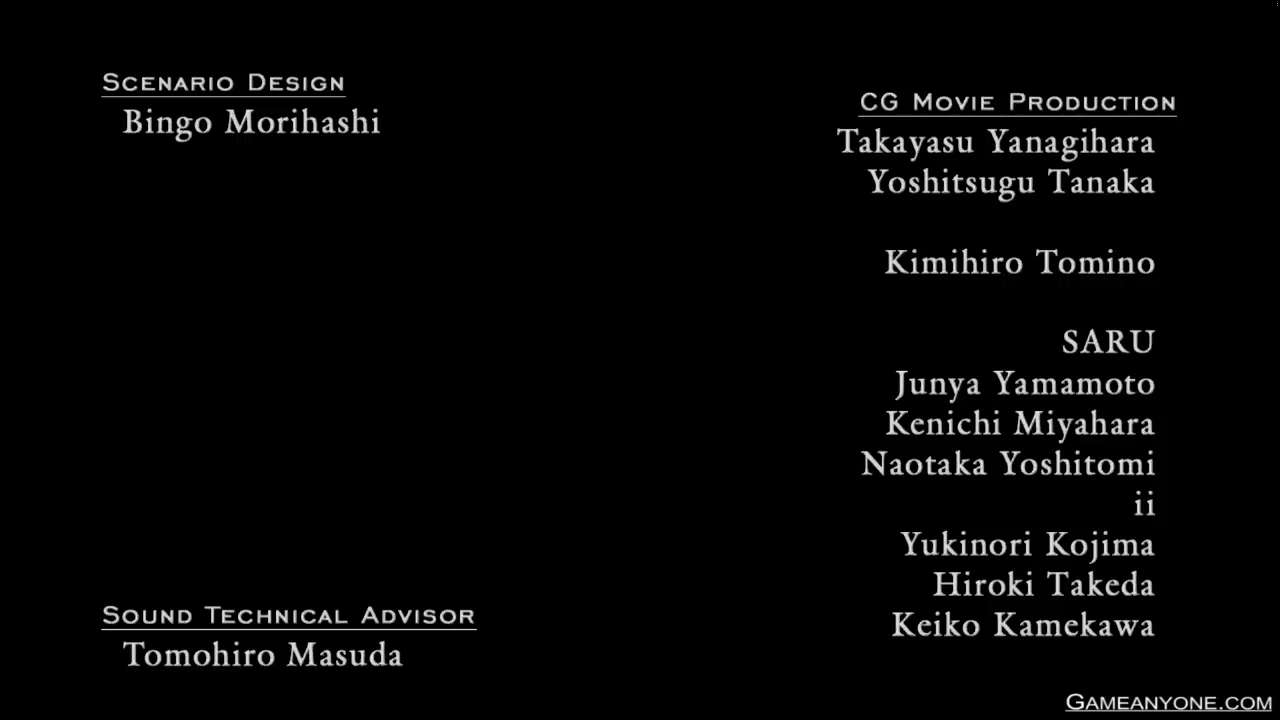 Scenario Design
Bingo Morihashi
Sound Technical Advisor
Tomohiro Masuda
CG Movie Production
Takayasu Yanagihara
Yoshitsugu Tanaka
Kimihiro Tomino
SARU
Junya Yamamoto
Kenichi Miyahara
Naotaka Yoshitomi
ii
Yukinori Kojima
Hiroki Takeda
Keiko Kamekawa
Gameanyone.com